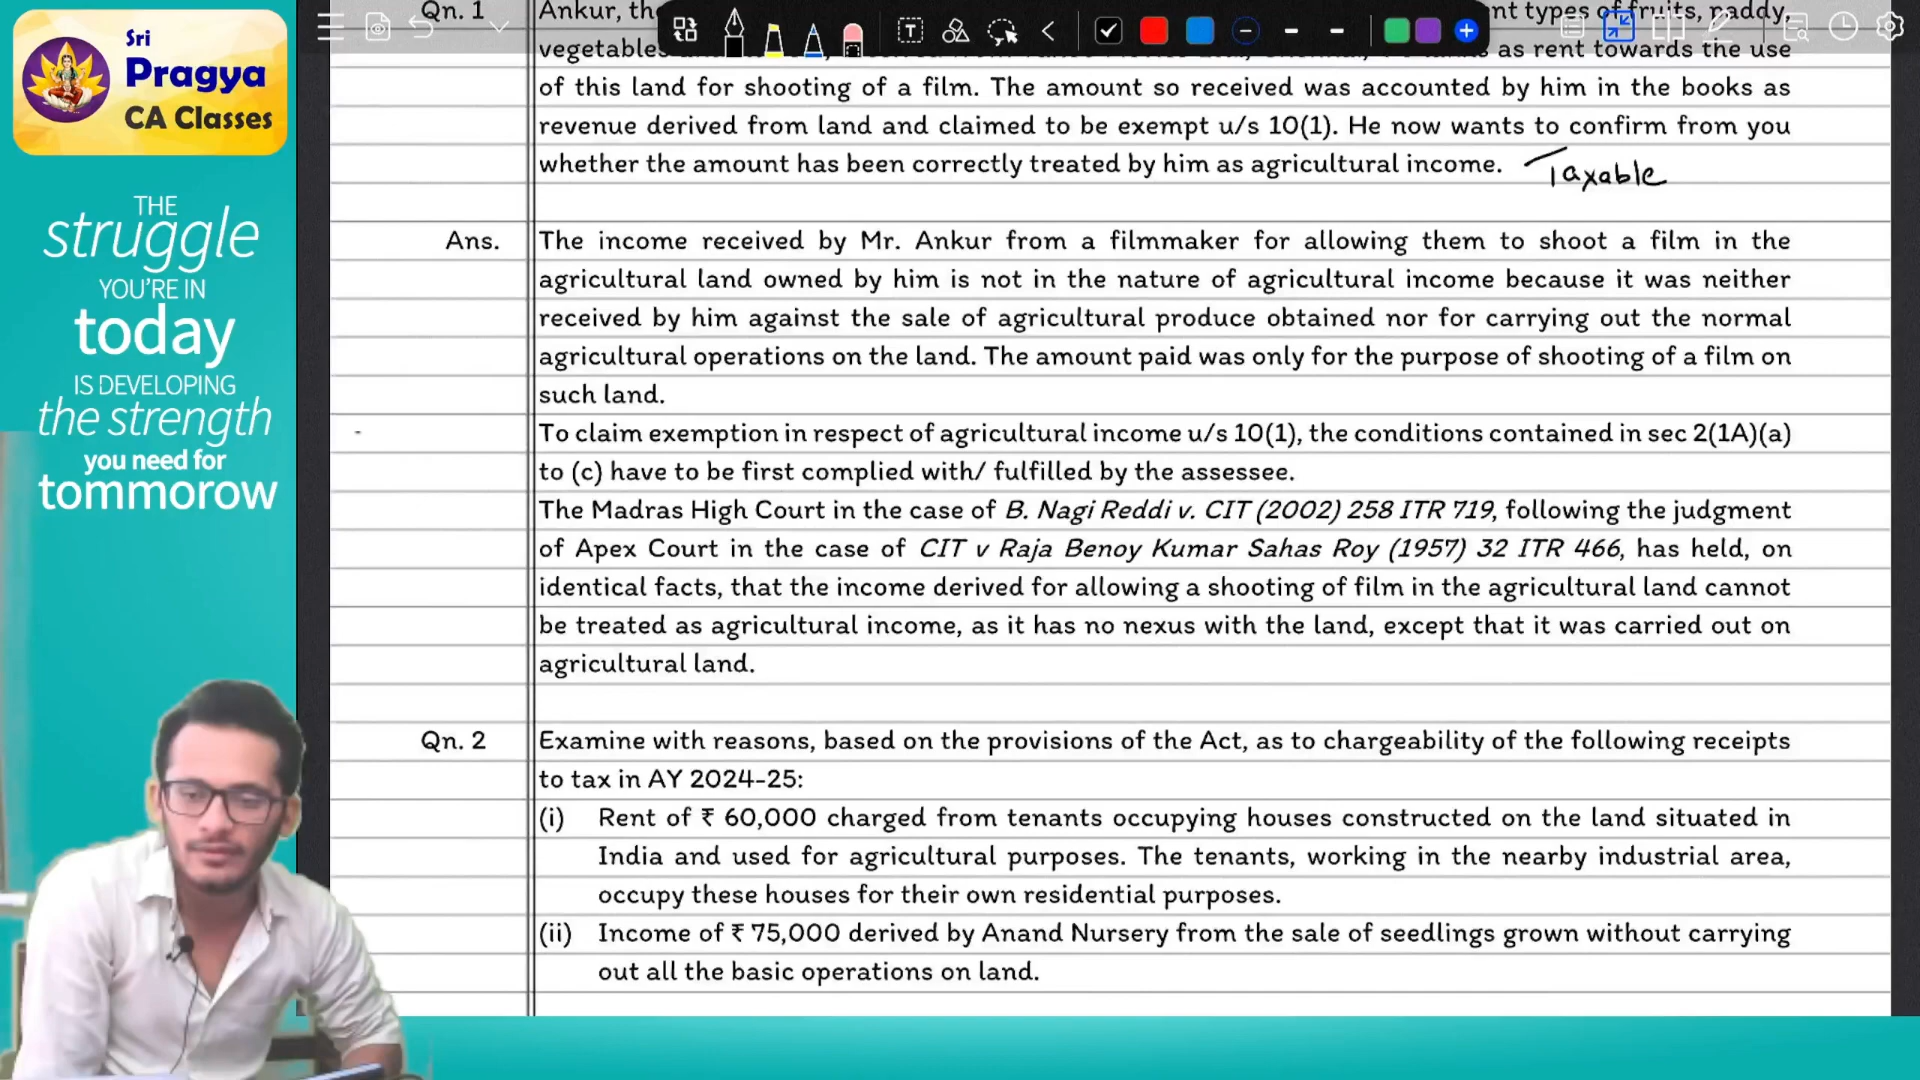 Sri
Pragya
CA Classes
THE
struggle
YOU'RE IN
today
IS DEVELOPING
the strength
you need for
tommorow
Qn. 1
Ankur, the nt types of fruits, paddy,
vegetables as rent towards the use
of this land for shooting of a film. The amount so received was accounted by him in the books as
revenue derived from land and claimed to be exempt u/s 10(1). He now wants to confirm from you
whether the amount has been correctly treated by him as agricultural income. Taxable
Ans. The income received by Mr. Ankur from a filmmaker for allowing them to shoot a film in the
agricultural land owned by him is not in the nature of agricultural income because it was neither
received by him against the sale of agricultural produce obtained nor for carrying out the normal
agricultural operations on the land. The amount paid was only for the purpose of shooting of a film on
such land.
To claim exemption in respect of agricultural income u/s 10(1), the conditions contained in sec 2(1A)(a)
to (c) have to be first complied with/ fulfilled by the assessee.
The Madras High Court in the case of B. Nagi Reddi v. CIT (2002) 258 ITR 719, following the judgment
of Apex Court in the case of CIT v Raja Benoy Kumar Sahas Roy (1957) 32 ITR 466, has held, on
identical facts, that the income derived for allowing a shooting of film in the agricultural land cannot
be treated as agricultural income, as it has no nexus with the land, except that it was carried out on
agricultural land.
Qn. 2 Examine with reasons, based on the provisions of the Act, as to chargeability of the following receipts
to tax in AY 2024-25:
(i) Rent of ₹ 60,000 charged from tenants occupying houses constructed on the land situated in
India and used for agricultural purposes. The tenants, working in the nearby industrial area,
occupy these houses for their own residential purposes.
(ii) Income of ₹ 75,000 derived by Anand Nursery from the sale of seedlings grown without carrying
out all the basic operations on land.